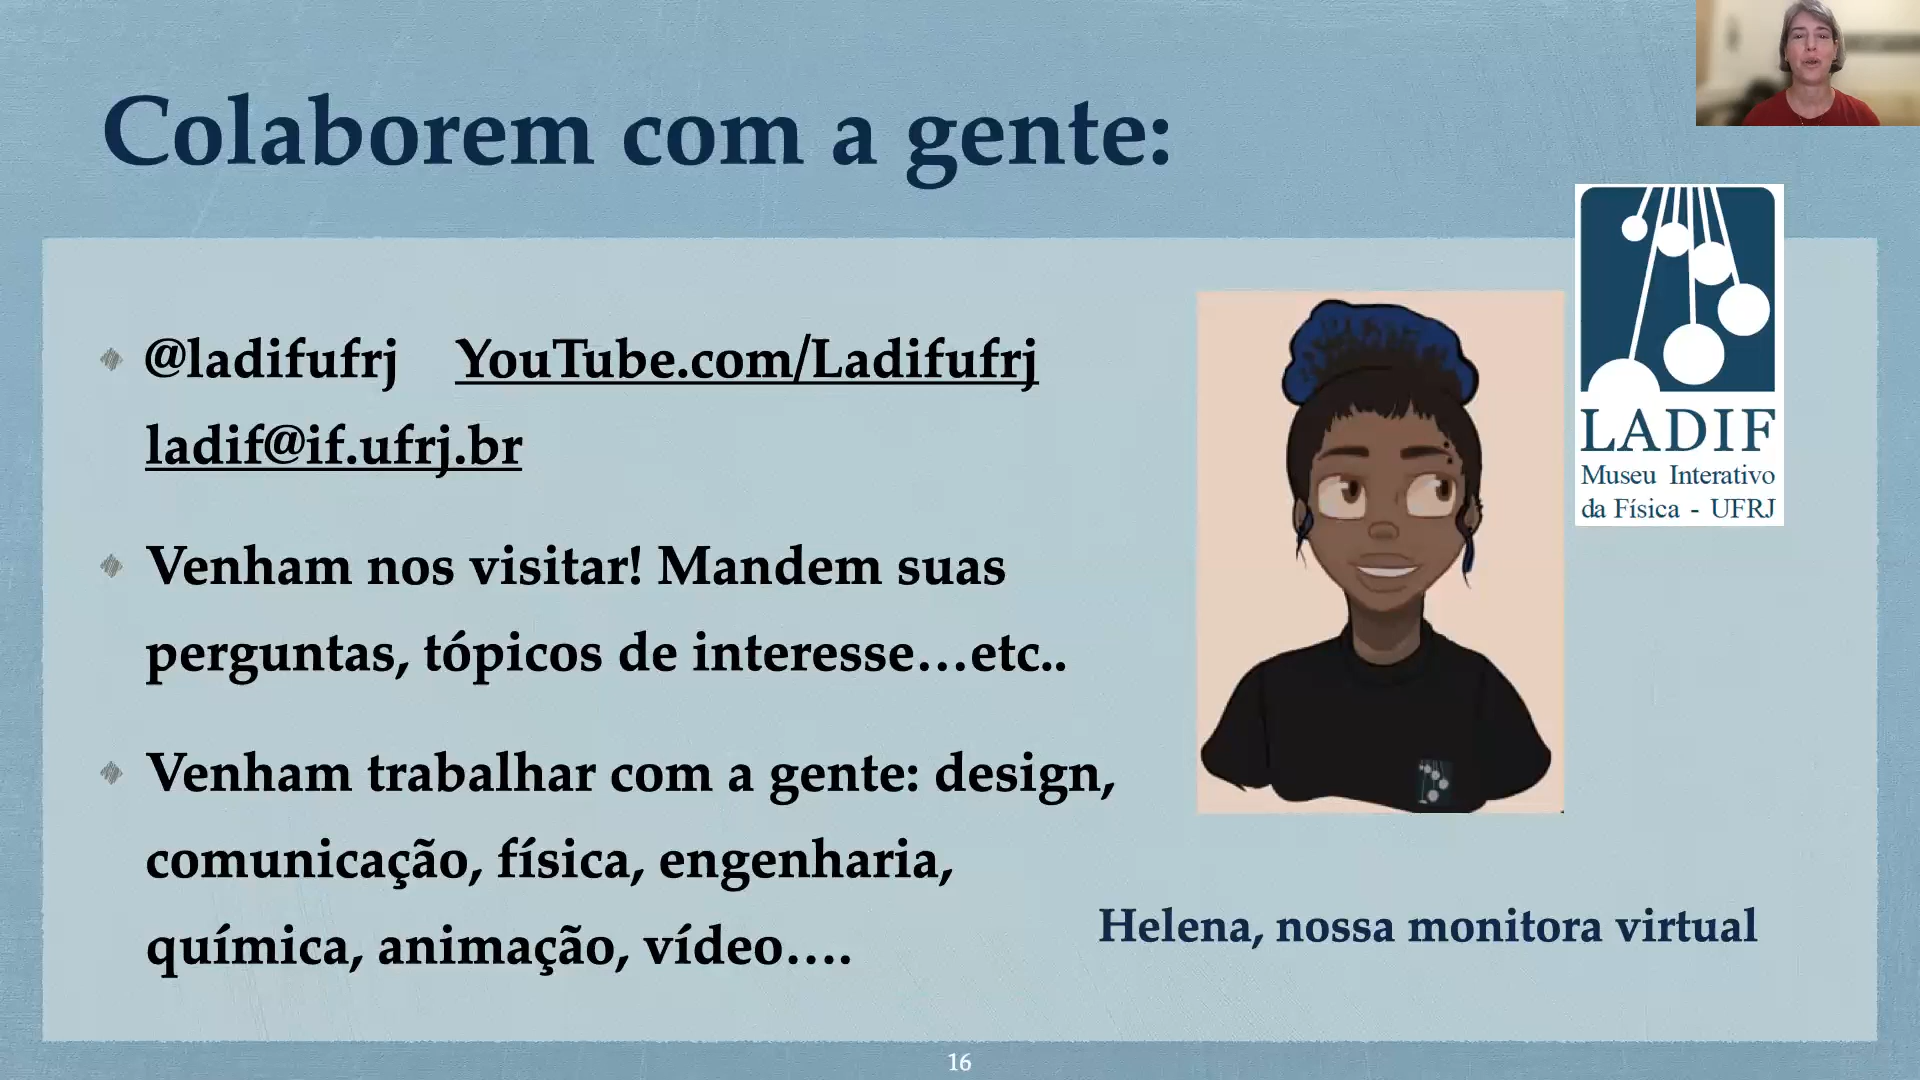 Colaborem com a gente:
@ladifufrj YouTube.com/Ladifufrj
ladif@if.ufrj.br
Venham nos visitar! Mandem suas
perguntas, tópicos de interesse…etc..
Venham trabalhar com a gente: design,
comunicação, física, engenharia,
química, animação, vídeo….
LADIF
Museu Interativo
da Física - UFRJ
Helena, nossa monitora virtual
16